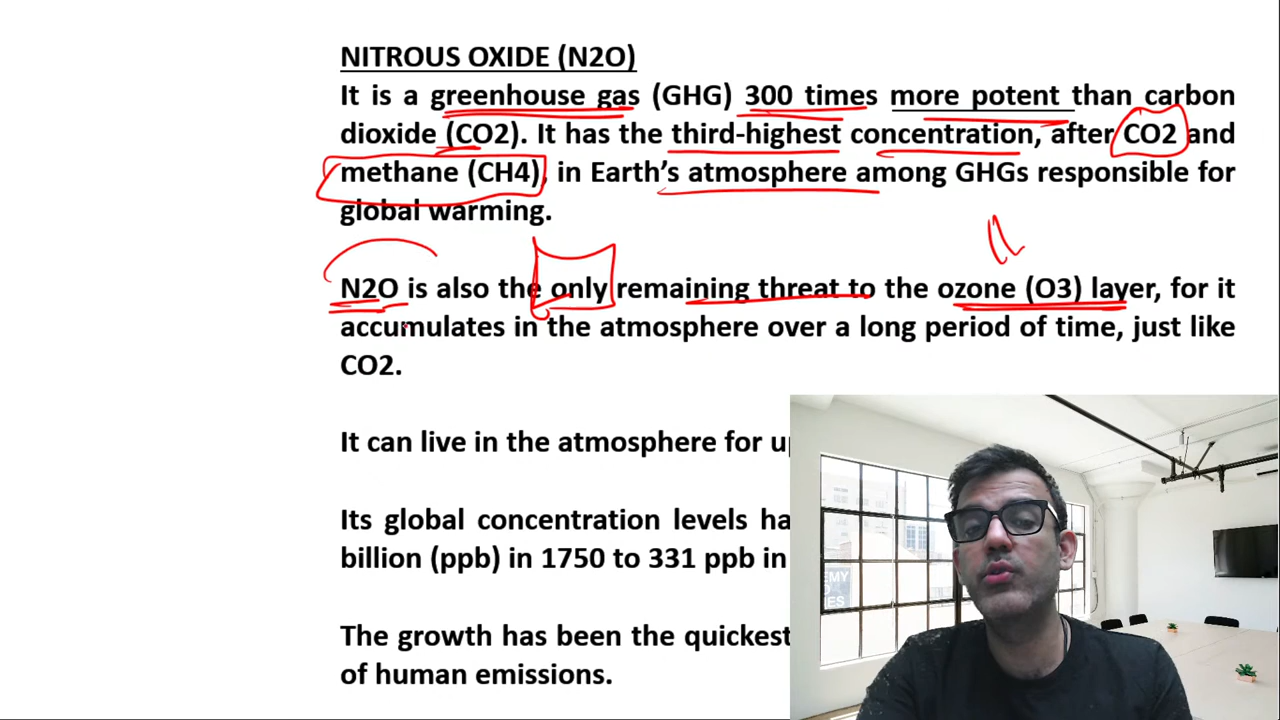 NITROUS OXIDE (N2O)
It is a greenhouse gas (GHG) 300 times more potent than carbon
dioxide (CO2). It has the third-highest concentration, after CO2 and
methane (CH4), in Earth's atmosphere among GHGs responsible for
global warming.
N2O is also the only remaining threat to the ozone (O3) layer, for it
accumulates in the atmosphere over a long period of time, just like
CO2.
It can live in the atmosphere for
Its global concentration levels
billion (ppb) in 1750 to 331 ppb in
The growth has been the quickest
of human emissions.